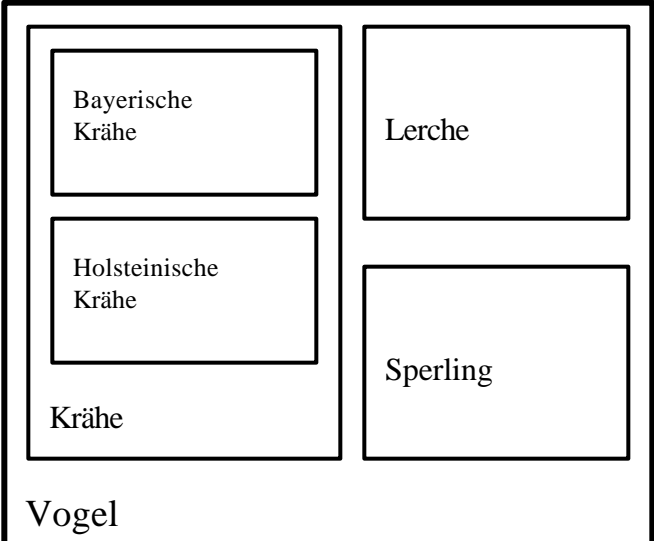 Bayerische
Krähe
Lerche
Holsteinische
Krähe
Sperling
Krähe
Vogel